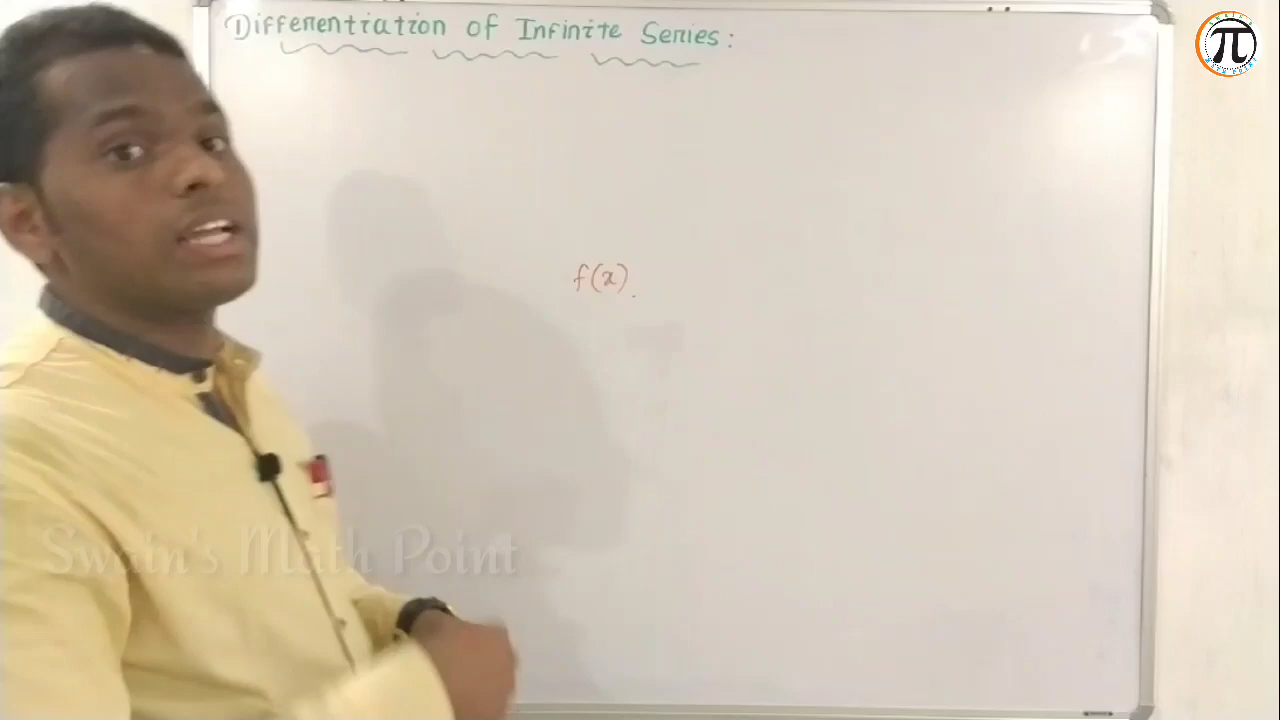 Differentiation of Infinite Series:
f(x).
Swain's Math Point
π